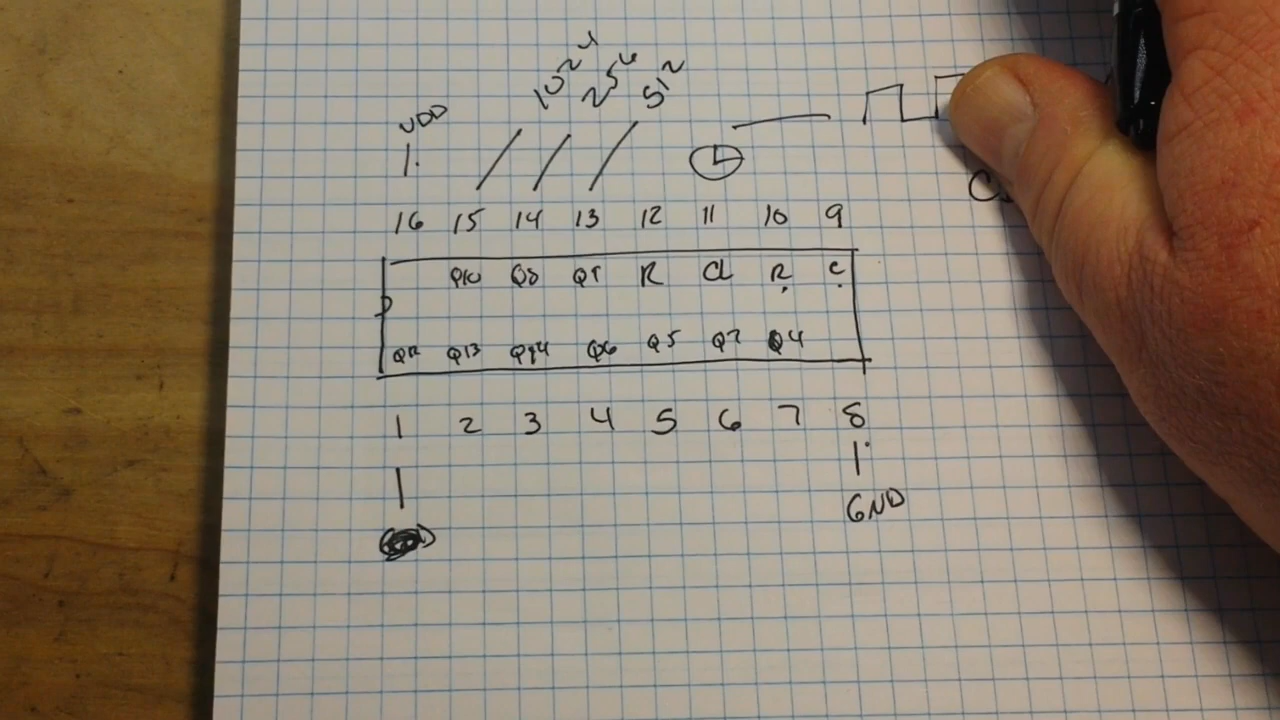 1024 256 512
VDD
16 15 14 13 12 11 10 9
Q10 Q8 Q9 R Cl R C
Q12 Q13 Q14 Q6 Q5 Q7 Q4
1 2 3 4 5 6 7 8
GND